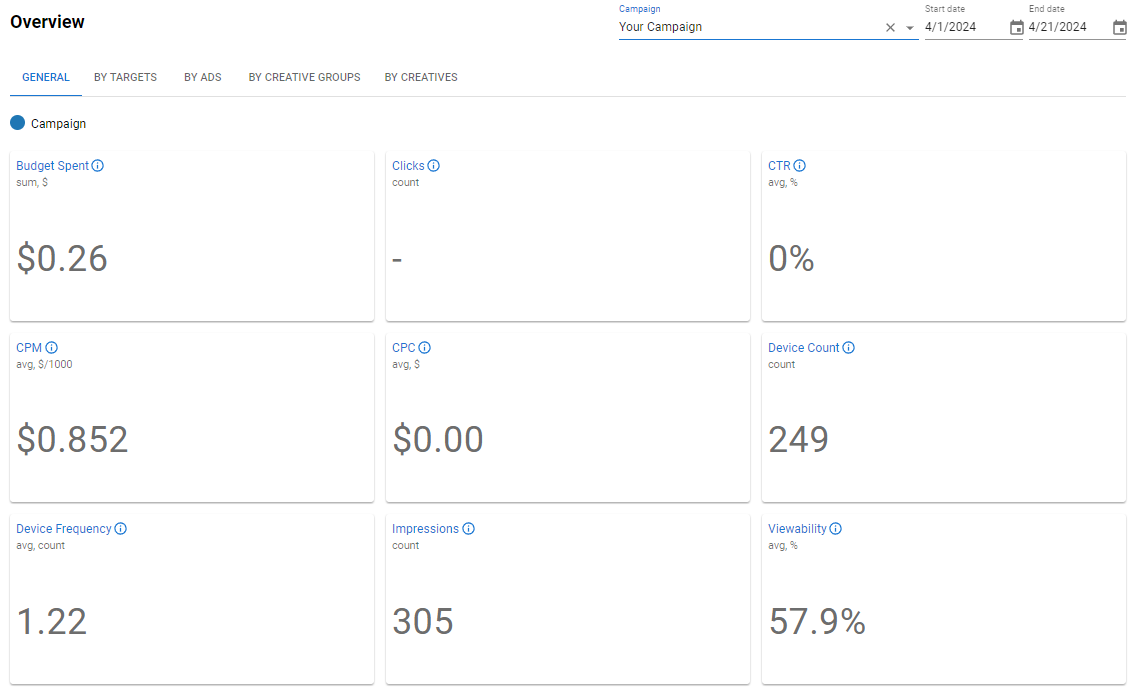 Overview
Campaign
Your Campaign
Start date
4/1/2024
End date
4/21/2024
GENERAL
BY TARGETS
BY ADS
BY CREATIVE GROUPS
BY CREATIVES
Campaign
Budget Spent
sum, $
$0.26
Clicks
count
-
CTR
avg, %
0%
CPM
avg, $/1000
$0.852
CPC
avg, $
$0.00
Device Count
count
249
Device Frequency
avg, count
1.22
Impressions
count
305
Viewability
avg, %
57.9%